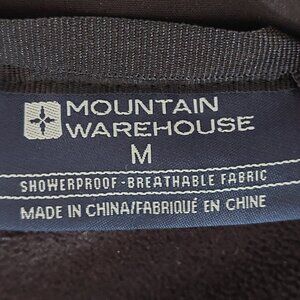 MOUNTAIN
WAREHOUSE
M
SHOWERPROOF-BREATHABLE FABRIC
MADE IN CHINA/FABRIQUÉ EN CHINE